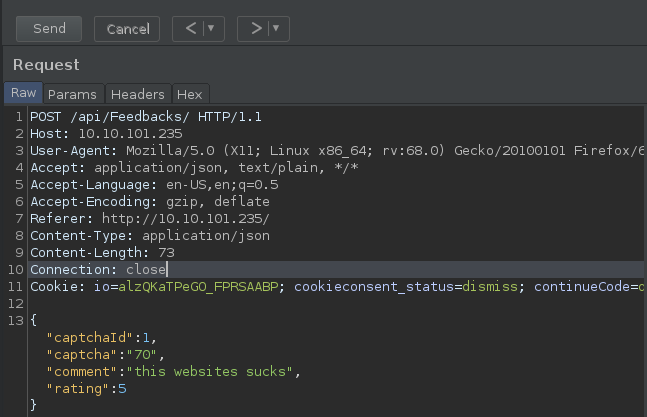 Send Cancel < >
Request
Raw Params Headers Hex
1 POST /api/Feedbacks/ HTTP/1.1
2 Host: 10.10.101.235
3 User-Agent: Mozilla/5.0 (X11; Linux x86_64; rv:68.0) Gecko/20100101 Firefox/6
4 Accept: application/json, text/plain, */*
5 Accept-Language: en-US,en;q=0.5
6 Accept-Encoding: gzip, deflate
7 Referer: http://10.10.101.235/
8 Content-Type: application/json
9 Content-Length: 73
10 Connection: close
11 Cookie: io=alzQKaTPeGO_FPRSAABP; cookieconsent_status=dismiss; continueCode=
12
13 {
"captchaId":1,
"captcha":"70",
"comment":"this websites sucks",
"rating":5
}